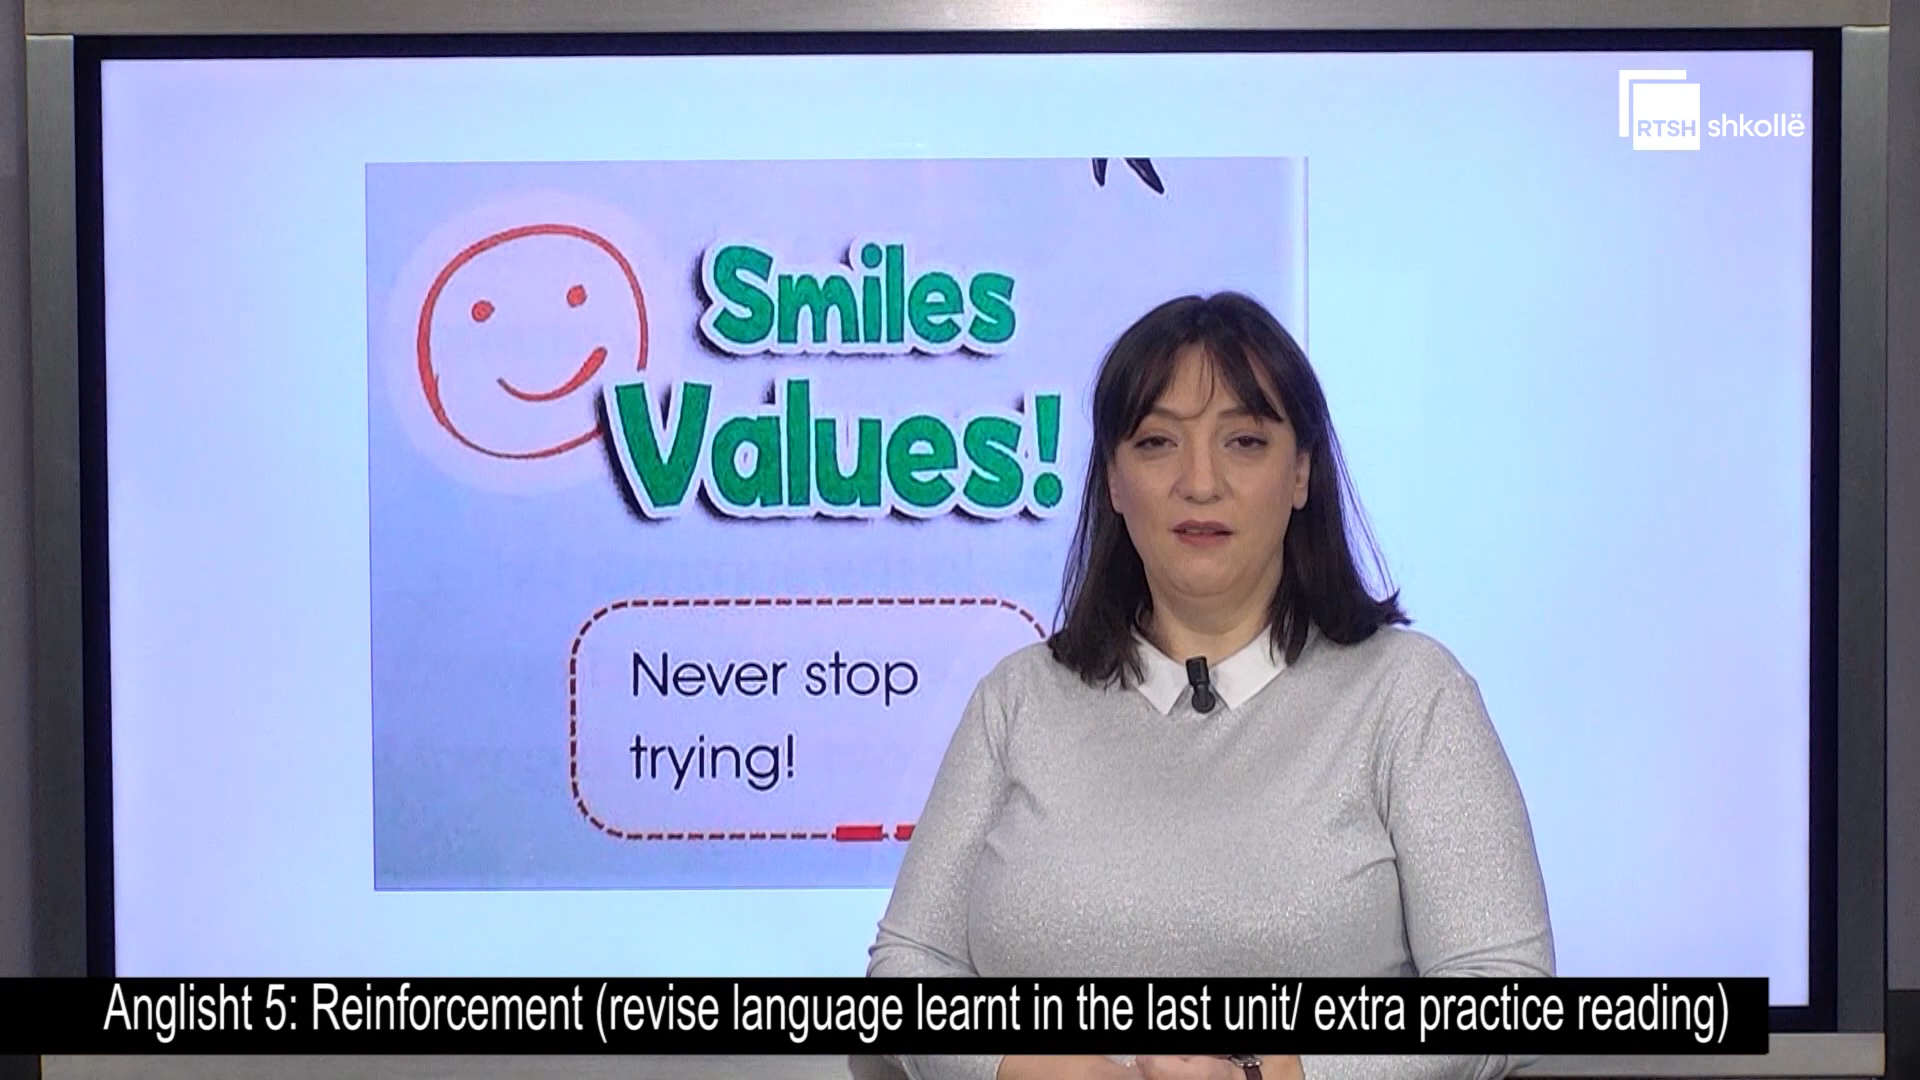 RTSH shkollë
Smiles
Values!
Never stop
trying!
Anglisht 5: Reinforcement (revise language learnt in the last unit/ extra practice reading)